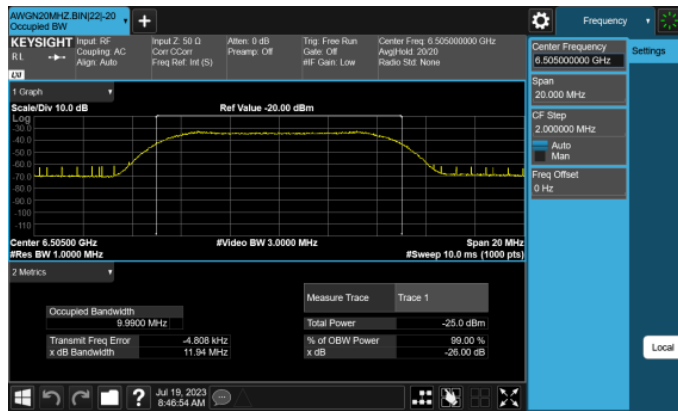 AWGN20MHZ.BIN|22|-20
Occupied BW
Frequency
KEYSIGHT
RL
Input: RF
Coupling: AC
Align: Auto
Input Z: 50 Ω
Corr CCorr
Freq Ref: Int (S)
Atten: 0 dB
Preamp: Off
Trig: Free Run
Gate: Off
#IF Gain: Low
Center Freq: 6.505000000 GHz
Avg|Hold: 20/20
Radio Std: None
LXI
Center Frequency
6.505000000 GHz
Settings
Span
20.000 MHz
CF Step
2.000000 MHz
Auto
Man
Freq Offset
0 Hz
1 Graph
Scale/Div 10.0 dB
Ref Value -20.00 dBm
Log
-30.0
-40.0
-50.0
-60.0
-70.0
-80.0
-90.0
-100
-110
Center 6.50500 GHz
#Video BW 3.0000 MHz
Span 20 MHz
#Res BW 1.0000 MHz
#Sweep 10.0 ms (1000 pts)
2 Metrics
Measure Trace
Trace 1
Occupied Bandwidth
9.9900 MHz
Total Power
-25.0 dBm
Transmit Freq Error
-4.808 kHz
% of OBW Power
99.00 %
x dB Bandwidth
11.94 MHz
x dB
-26.00 dB
Local
?
Jul 19, 2023
8:46:54 AM